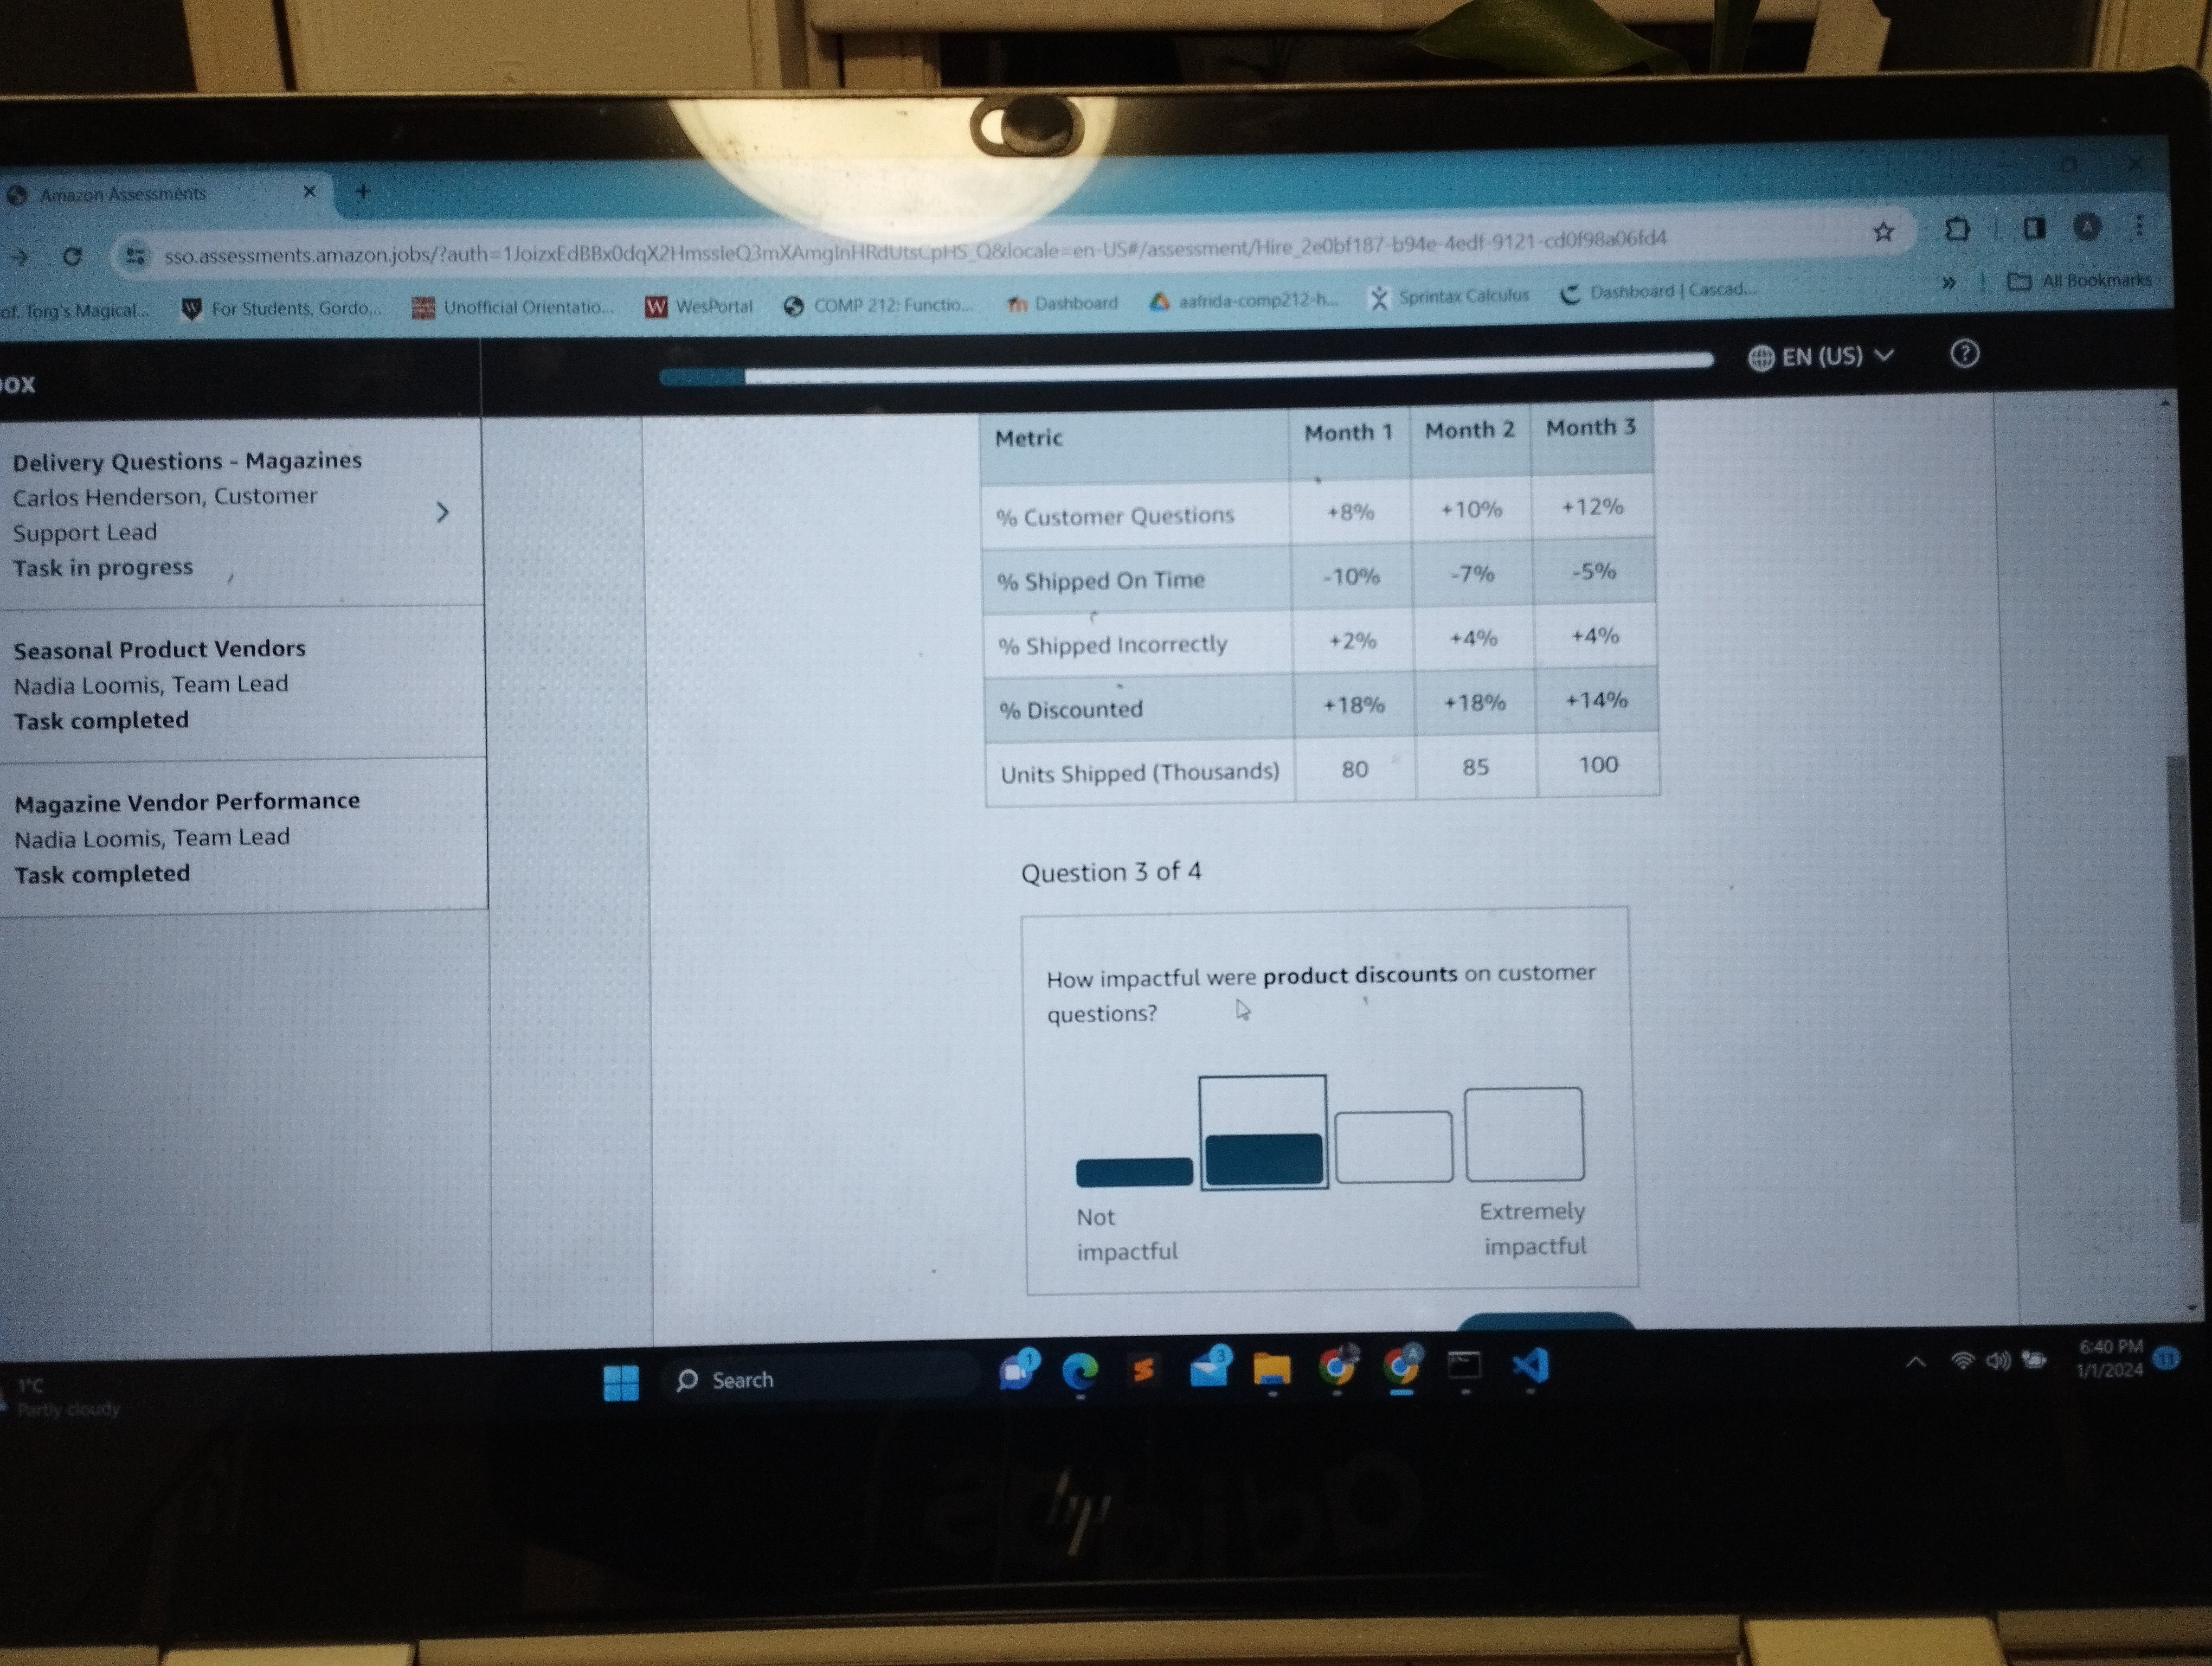 Amazon Assessments
sso.assessments.amazon.jobs/?auth=1JoizxEdBBx0dqX2HmssIeQ3mXAmgInHRdUtsCpHS_Q&locale=en-US#/assessment/Hire_2e0bf187-b94e-4edf-9121-cd0f98a06fd4
of. Torg's Magical... For Students, Gordo... Unofficial Orientatio... W WesPortal COMP 212: Functio... Dashboard aafrida-comp212-h... Sprintax Calculus Dashboard | Cascad... » All Bookmarks
ox
EN (US)
Delivery Questions - Magazines
Carlos Henderson, Customer
Support Lead
Task in progress
Seasonal Product Vendors
Nadia Loomis, Team Lead
Task completed
Magazine Vendor Performance
Nadia Loomis, Team Lead
Task completed
Metric Month 1 Month 2 Month 3
% Customer Questions +8% +10% +12%
% Shipped On Time -10% -7% -5%
% Shipped Incorrectly +2% +4% +4%
% Discounted +18% +18% +14%
Units Shipped (Thousands) 80 85 100
Question 3 of 4
How impactful were product discounts on customer
questions?
Not
impactful
Extremely
impactful
1°C
Partly cloudy
Search
1
3
A
6:40 PM
1/1/2024
11
hp